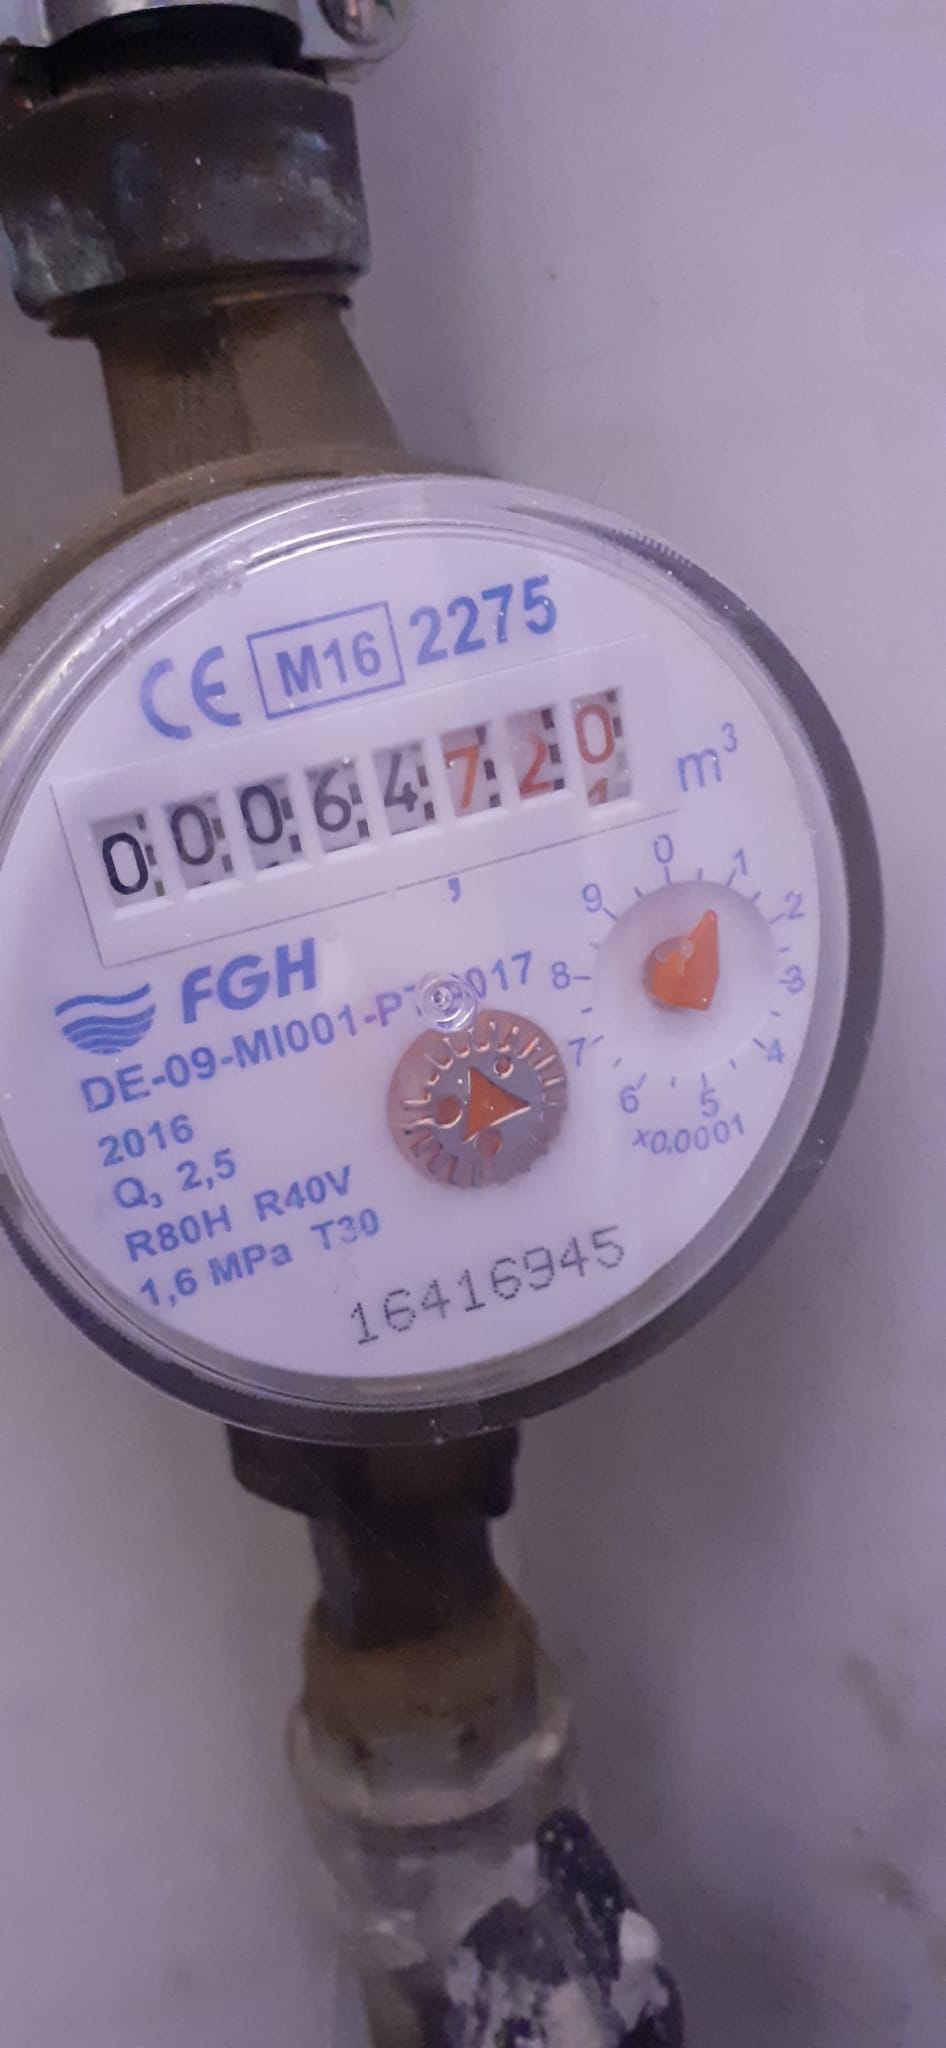 CE M16 2275
00064720 m³
1
,
FGH
DE-09-MI001-PT 017
2016
Q₃ 2,5
R80H R40V
1,6 MPa T30
0 1 2 3 4 5 6 7 8 9
x0,0001
16416945